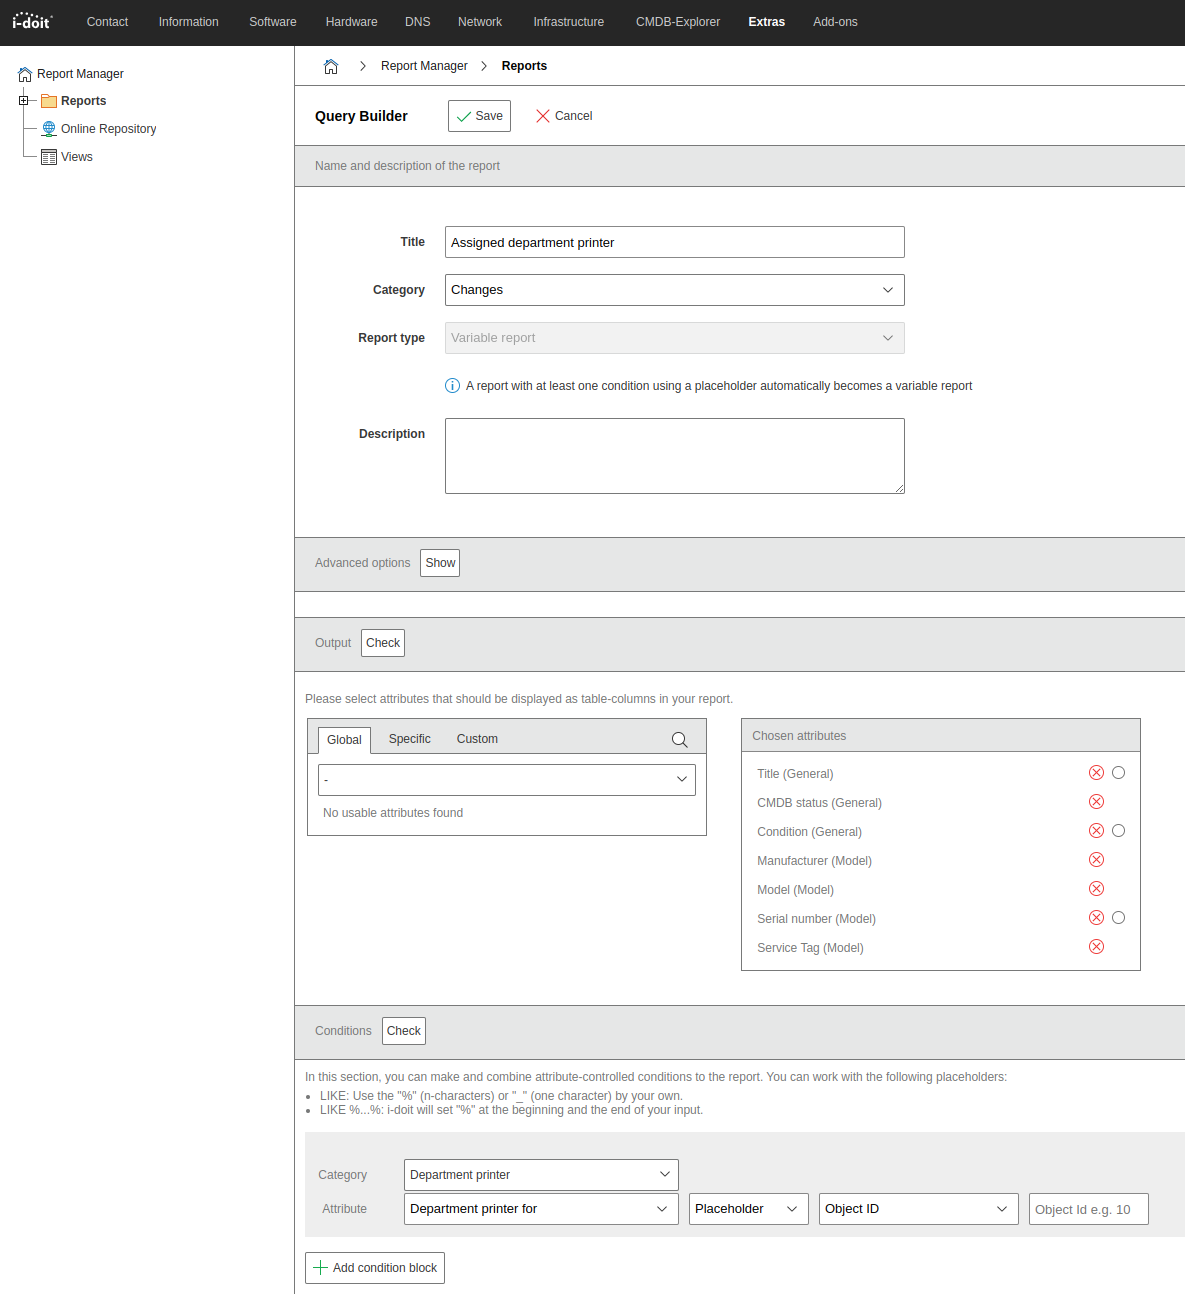 i-doit Contact Information Software Hardware DNS Network Infrastructure CMDB-Explorer Extras Add-ons
Report Manager
Reports
Online Repository
Views
Report Manager Reports
Query Builder Save Cancel
Name and description of the report
Title Assigned department printer
Category Changes
Report type Variable report
A report with at least one condition using a placeholder automatically becomes a variable report
Description
Advanced options Show
Output Check
Please select attributes that should be displayed as table-columns in your report.
Global Specific Custom
-
No usable attributes found
Chosen attributes
Title (General)
CMDB status (General)
Condition (General)
Manufacturer (Model)
Model (Model)
Serial number (Model)
Service Tag (Model)
Conditions Check
In this section, you can make and combine attribute-controlled conditions to the report. You can work with the following placeholders:
• LIKE: Use the "%" (n-characters) or "_" (one character) by your own.
• LIKE %...%: i-doit will set "%" at the beginning and the end of your input.
Category Department printer
Attribute Department printer for Placeholder Object ID Object Id e.g. 10
Add condition block